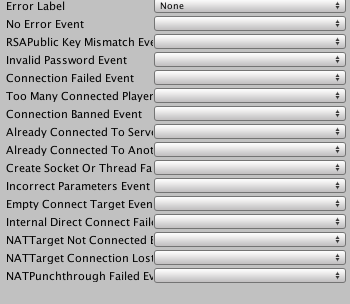 Error Label None
No Error Event
RSAPublic Key Mismatch Eve
Invalid Password Event
Connection Failed Event
Too Many Connected Player
Connection Banned Event
Already Connected To Serve
Already Connected To Anot
Create Socket Or Thread Fa
Incorrect Parameters Event
Empty Connect Target Even
Internal Direct Connect Faile
NATTarget Not Connected E
NATTarget Connection Lost
NATPunchthrough Failed Ev